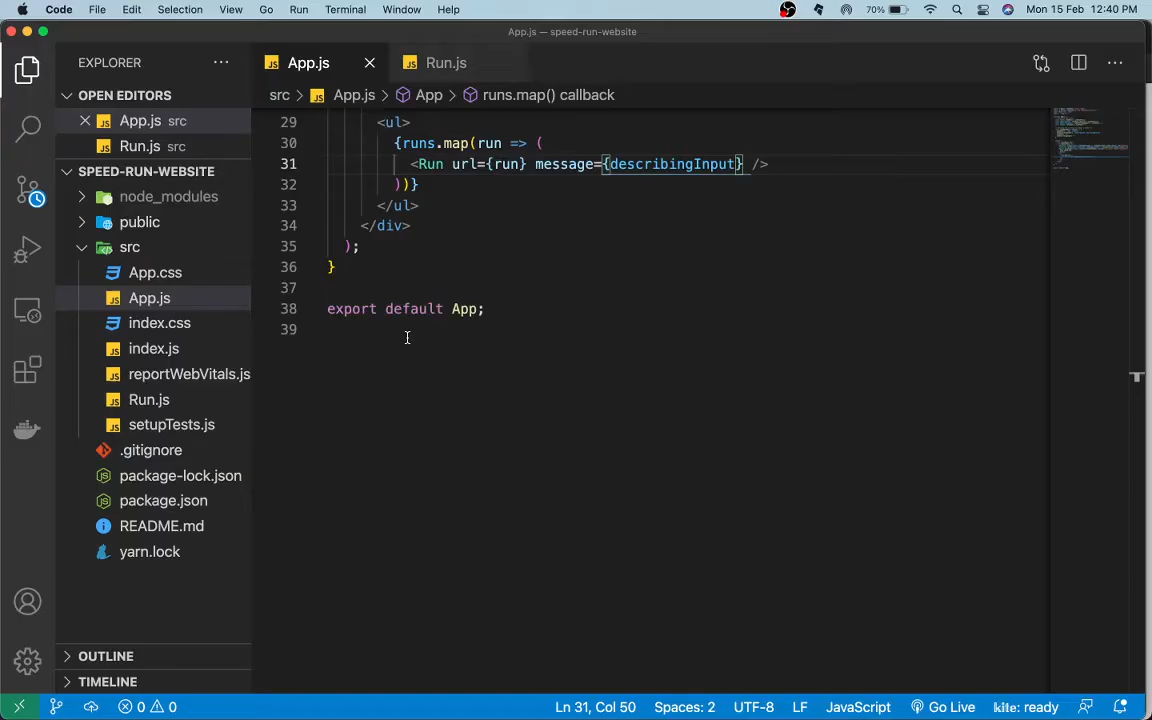 Code File Edit Selection View Go Run Terminal Window Help 70% Mon 15 Feb 12:40 PM
App.js — speed-run-website
EXPLORER ...
OPEN EDITORS
App.js src
Run.js src
SPEED-RUN-WEBSITE
node_modules
public
src
App.css
App.js
index.css
index.js
reportWebVitals.js
Run.js
setupTests.js
.gitignore
package-lock.json
package.json
README.md
yarn.lock
OUTLINE
TIMELINE
JS App.js JS Run.js
src > JS App.js > App > runs.map() callback
29 <ul>
30 {runs.map(run => (
31 <Run url={run} message={describingInput} />
32 ))}
33 </ul>
34 </div>
35 );
36 }
37
38 export default App;
39
0 0 Ln 31, Col 50 Spaces: 2 UTF-8 LF JavaScript Go Live kite: ready